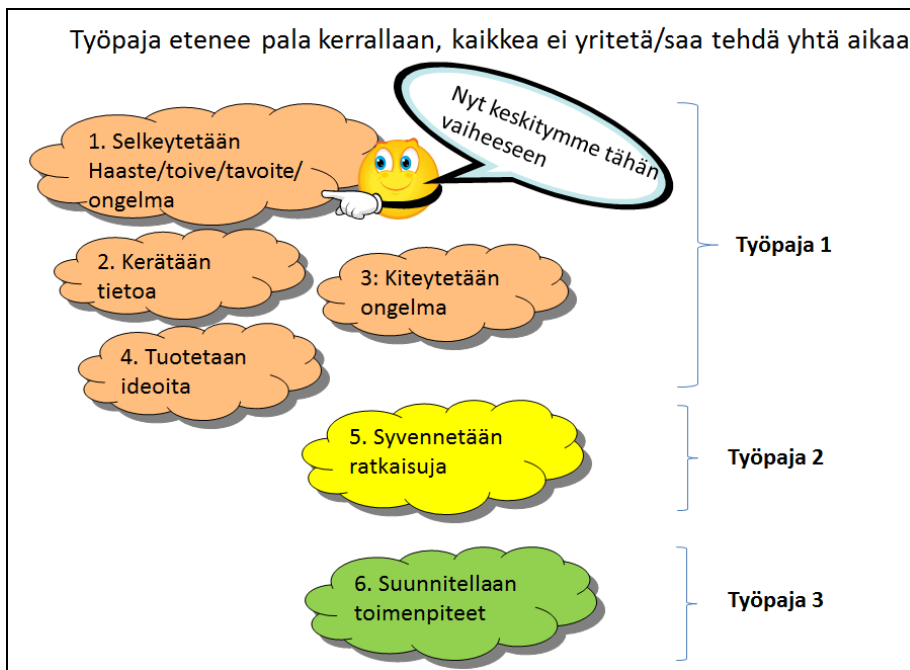 Työpaja etenee pala kerrallaan, kaikkea ei yritetä/saa tehdä yhtä aikaa
Nyt keskitymme tähän
vaiheeseen
1. Selkeytetään
Haaste/toive/tavoite/
ongelma
2. Kerätään
tietoa
3: Kiteytetään
ongelma
4. Tuotetaan
ideoita
Työpaja 1
5. Syvennetään
ratkaisuja
Työpaja 2
6. Suunnitellaan
toimenpiteet
Työpaja 3